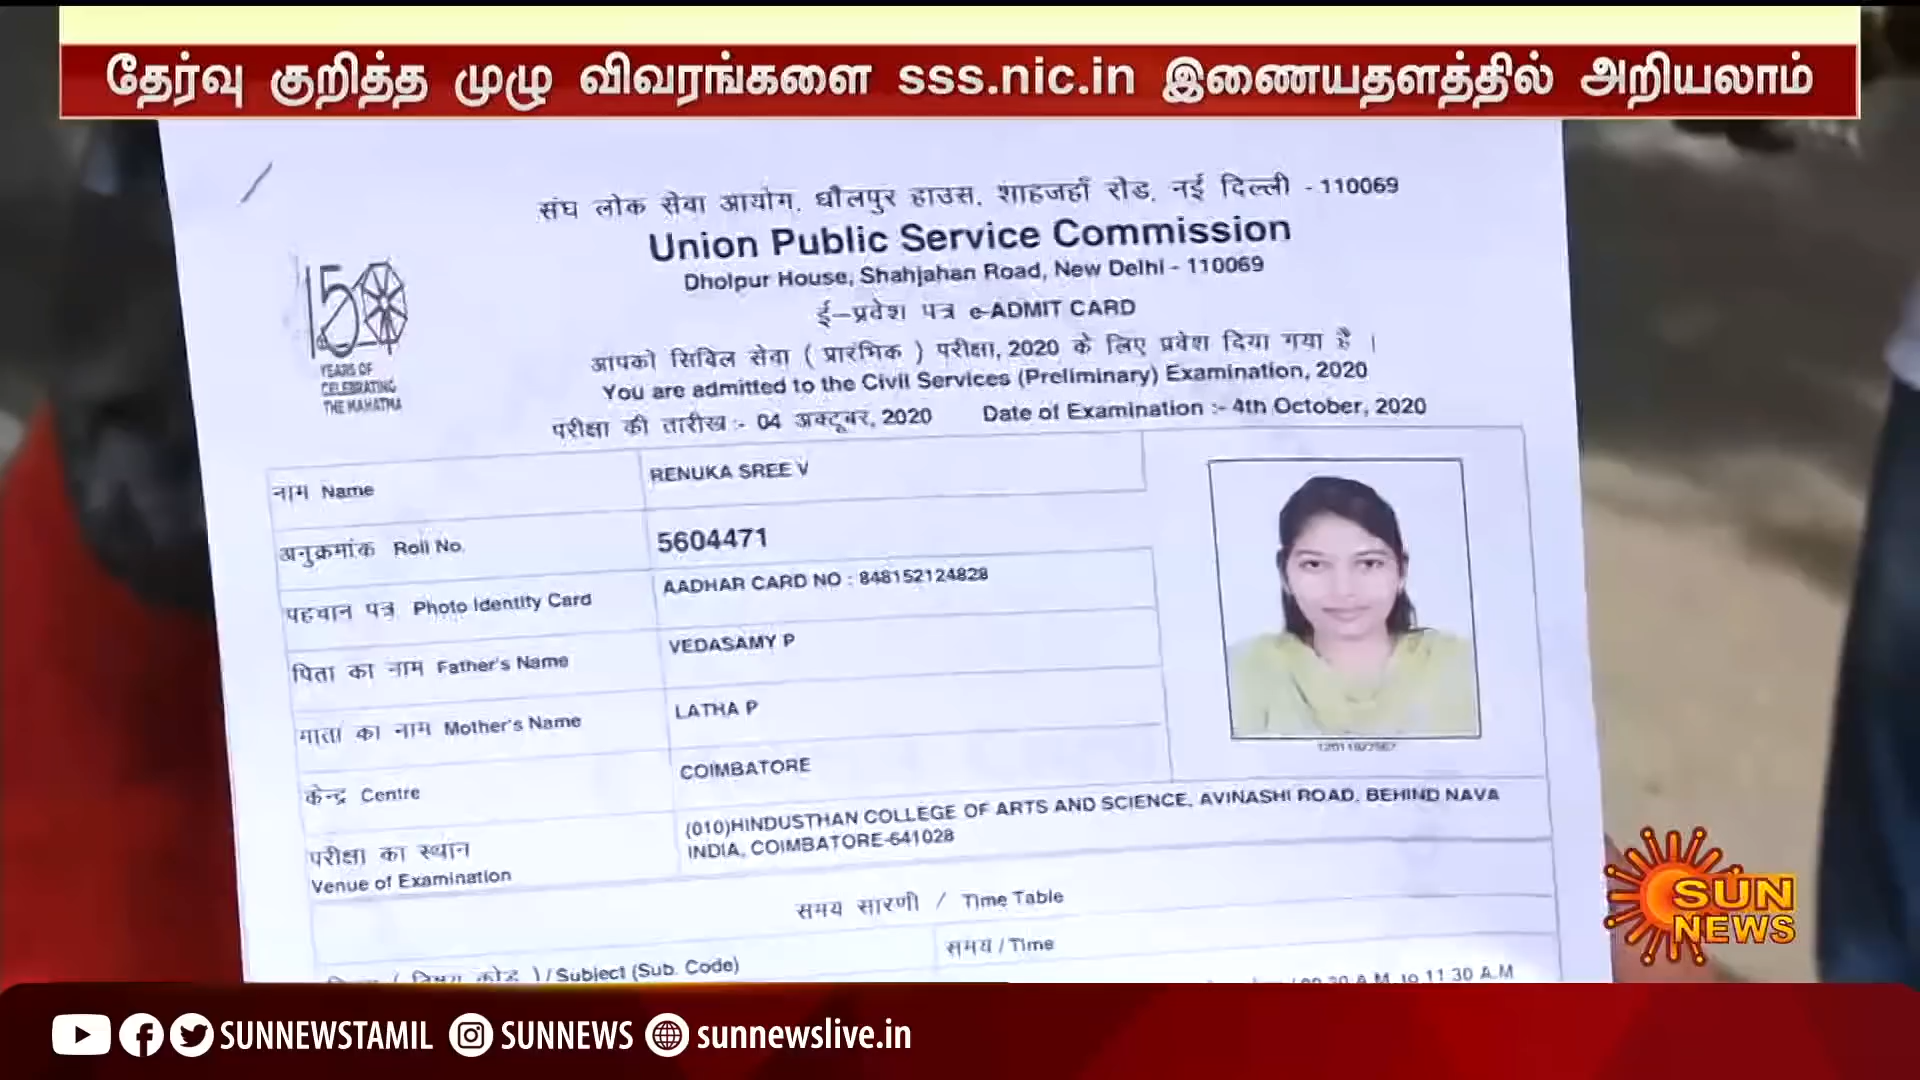 தேர்வு குறித்த முழு விவரங்களை sss.nic.in இணையதளத்தில் அறியலாம்
संघ लोक सेवा आयोग, धौलपुर हाउस, शाहजहाँ रोड, नई दिल्ली - 110069
Union Public Service Commission
Dholpur House, Shahjahan Road, New Delhi - 110069
ई-प्रवेश पत्र e-ADMIT CARD
आपको सिविल सेवा ( प्रारंभिक ) परीक्षा, 2020 के लिए प्रवेश दिया गया है ।
You are admitted to the Civil Services (Preliminary) Examination, 2020
परीक्षा की तारीख :- 04 अक्टूबर, 2020 Date of Examination :- 4th October, 2020
150
YEARS OF
CELEBRATING
THE MAHATMA
नाम Name RENUKA SREE V
अनुक्रमांक Roll No. 5604471
पहचान पत्र Photo Identity Card AADHAR CARD NO : 848152124828
पिता का नाम Father's Name VEDASAMY P
माता का नाम Mother's Name LATHA P
केन्द्र Centre COIMBATORE
परीक्षा का स्थान
Venue of Examination
(010)HINDUSTHAN COLLEGE OF ARTS AND SCIENCE, AVINASHI ROAD, BEHIND NAVA
INDIA, COIMBATORE-641028
समय सारणी / Time Table
समय / Time
) / Subject (Sub. Code)
A.M. to 11.30 A.M
SUN
NEWS
SUNNEWSTAMIL SUNNEWS sunnewslive.in